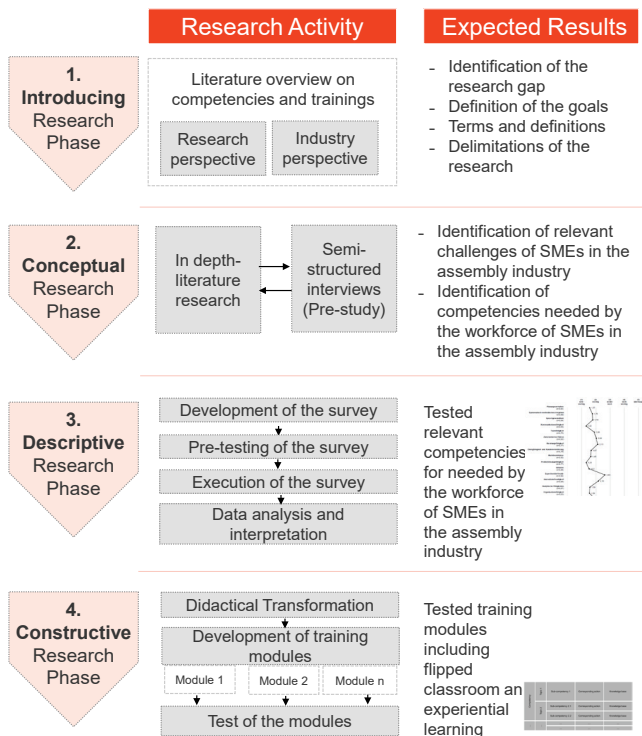 Research Activity
Expected Results
1.
Introducing
Research
Phase
Literature overview on
competencies and trainings
Research
perspective
Industry
perspective
- Identification of the
research gap
- Definition of the goals
- Terms and definitions
- Delimitations of the
research
2.
Conceptual
Research
Phase
In depth-
literature
research
Semi-
structured
interviews
(Pre-study)
- Identification of relevant
challenges of SMEs in the
assembly industry
- Identification of
competencies needed by
the workforce of SMEs in
the assembly industry
3.
Descriptive
Research
Phase
Development of the survey
Pre-testing of the survey
Execution of the survey
Data analysis and
interpretation
Tested
relevant
competencies
for needed by
the workforce
of SMEs in
the assembly
industry
4.
Constructive
Research
Phase
Didactical Transformation
Development of training
modules
Module 1
Module 2
Module n
Test of the modules
Tested training
modules
including
flipped
classroom an
experiential
learning